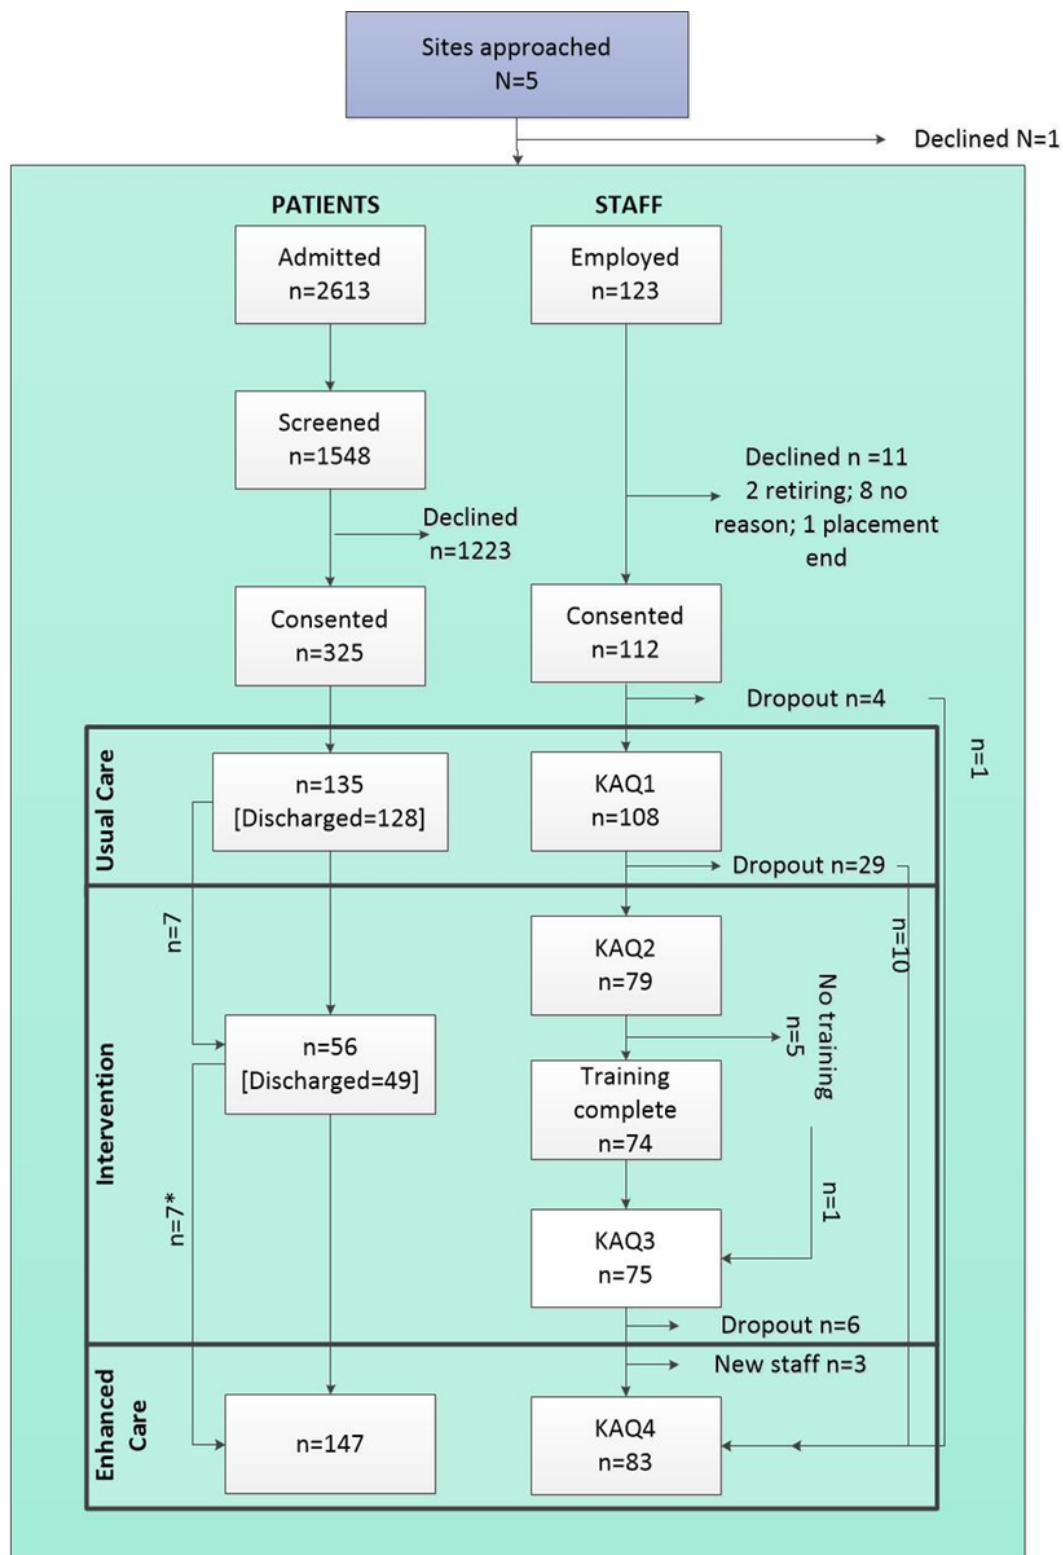 Sites approached
N=5
Declined N=1
PATIENTS
STAFF
Admitted
n=2613
Employed
n=123
Screened
n=1548
Declined
n=1223
Declined n =11
2 retiring; 8 no
reason; 1 placement
end
Consented
n=325
Consented
n=112
Dropout n=4
n=1
Usual Care
n=135
[Discharged=128]
KAQ1
n=108
Dropout n=29
n=10
n=7
Intervention
KAQ2
n=79
No training
n=5
n=56
[Discharged=49]
Training
complete
n=74
n=1
n=7*
KAQ3
n=75
Dropout n=6
New staff n=3
Enhanced
Care
n=147
KAQ4
n=83